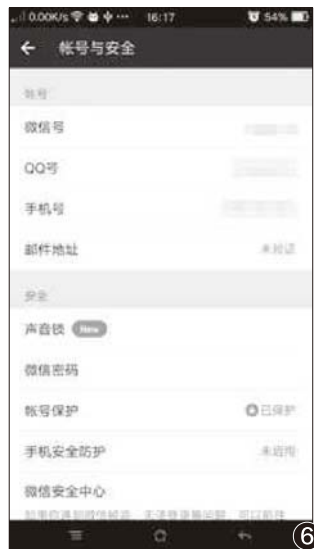 0.00K/s 16:17 54%
帐号与安全
帐号
微信号
QQ号
手机号
邮件地址 未验证
安全
声音锁 New
微信密码
帐号保护 已保护
手机安全防护 未启用
微信安全中心
⑥